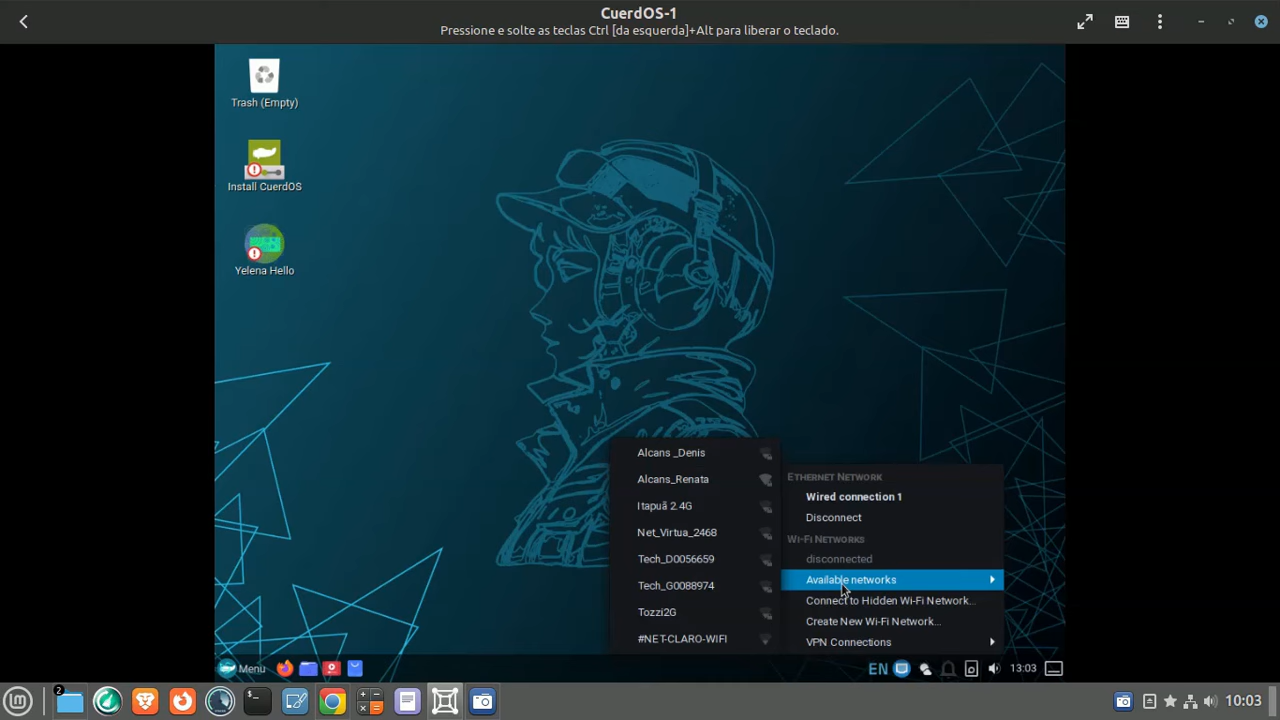 CuerdOS-1
Pressione e solte as teclas Ctrl [da esquerda]+Alt para liberar o teclado.
Trash (Empty)
Install CuerdOS
Yelena Hello
Alcans _Denis
Alcans_Renata
Itapuã 2.4G
Net_Virtua_2468
Tech_D0056659
Tech_G0088974
Tozzi2G
#NET-CLARO-WIFI
Ethernet Network
Wired connection 1
Disconnect
Wi-Fi Networks
disconnected
Available networks
Connect to Hidden Wi-Fi Network...
Create New Wi-Fi Network...
VPN Connections
Menu
EN
13:03
2
10:03